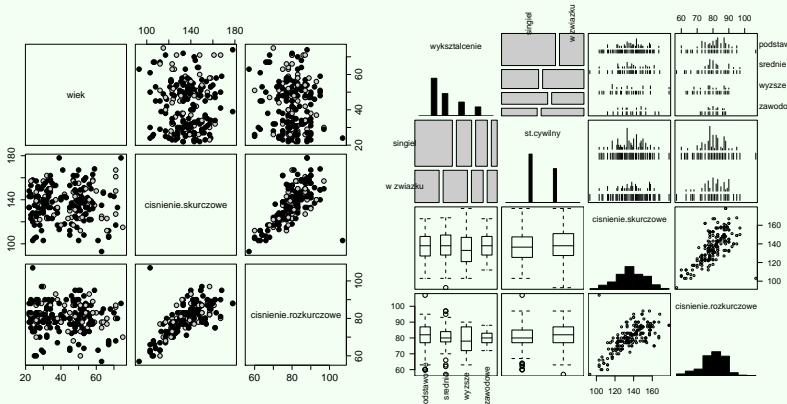 100 140 180
60 80 100
wiek
20 40 60
100 140 180
cisnienie.skurczowe
60 80 100
cisnienie.rozkurczowe
20 40 60
60 80 100
singiel
w zwiazku
60 70 80 90 100
wyksztalcenie
podstaw
srednie
wyzsze
zawodo
singiel
w zwiazku
st.cywilny
cisnienie.skurczowe
100 120 140 160
60 70 80 90 100
cisnienie.rozkurczowe
srednie
wyzsze
zawodowe
100 120 140 160